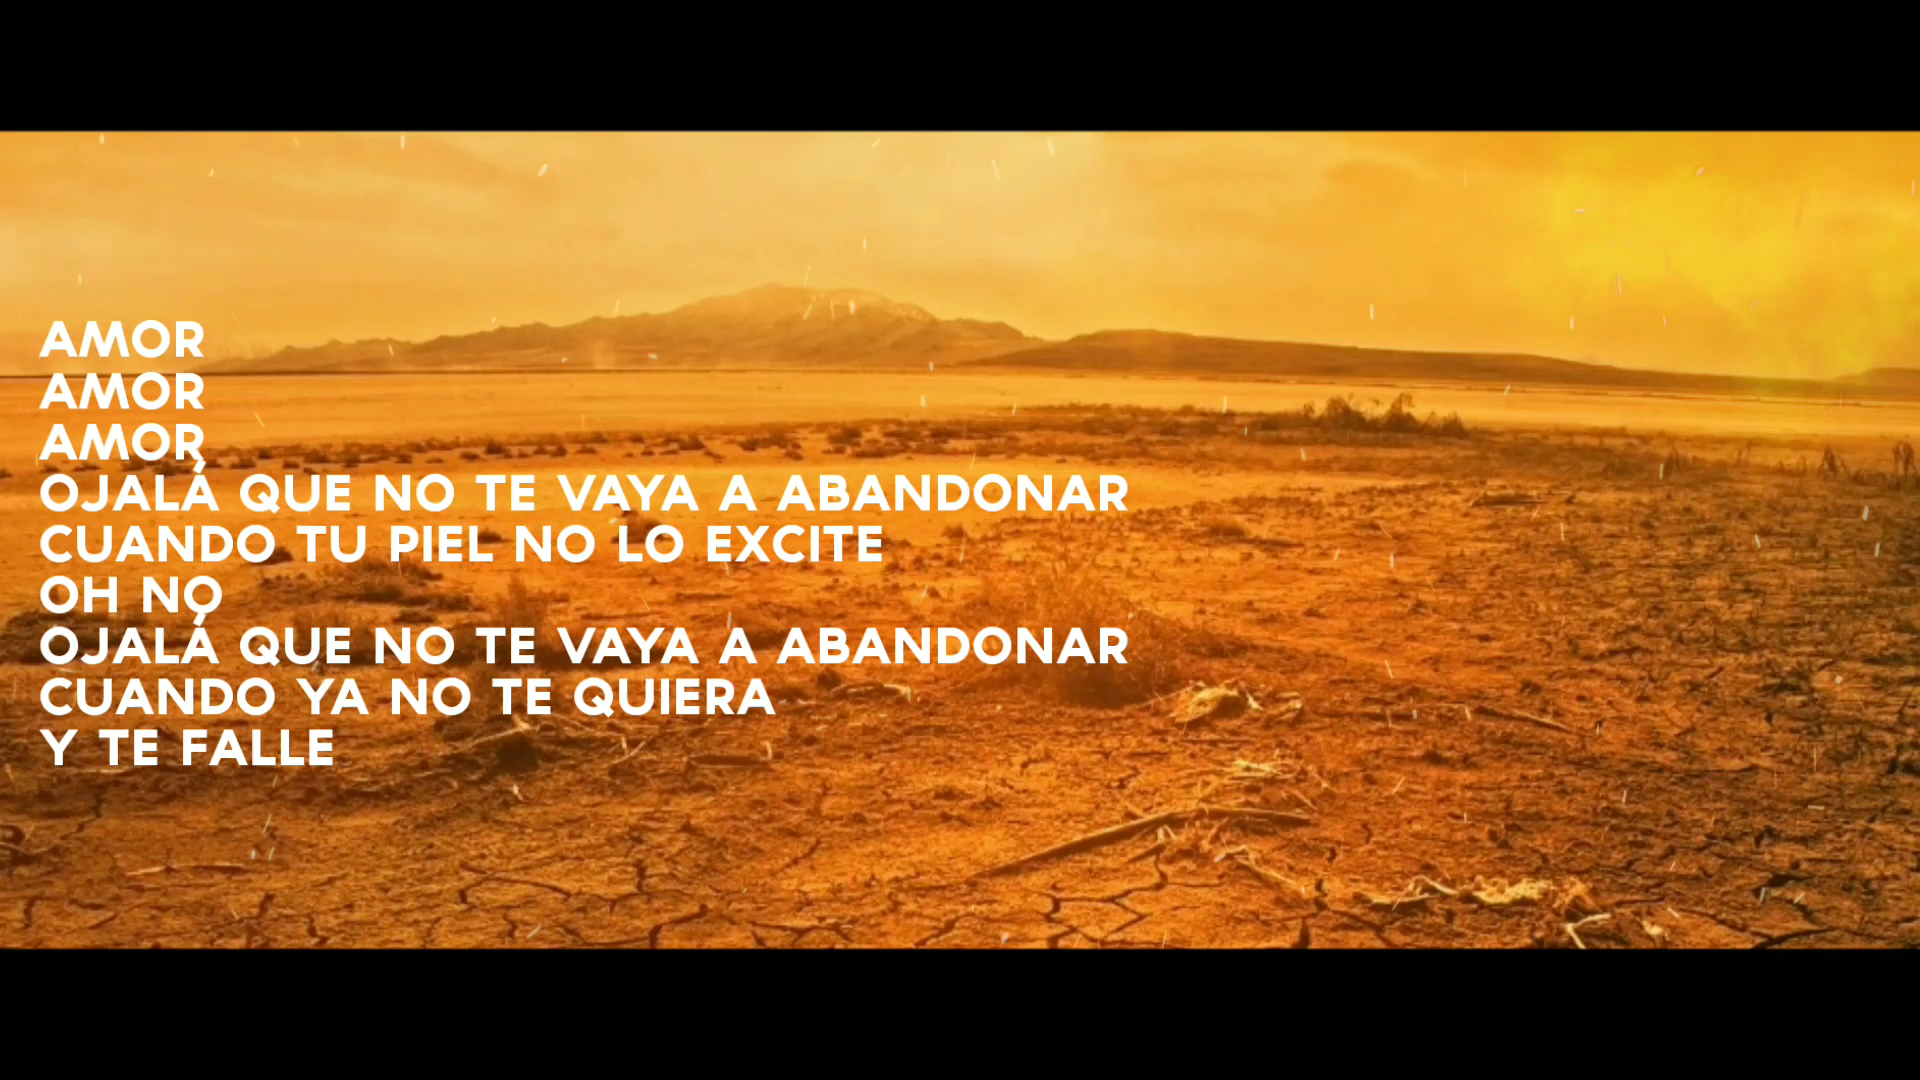 AMOR
AMOR
AMOR
OJALÁ QUE NO TE VAYA A ABANDONAR
CUANDO TU PIEL NO LO EXCITE
OH NO
OJALÁ QUE NO TE VAYA A ABANDONAR
CUANDO YA NO TE QUIERA
Y TE FALLE